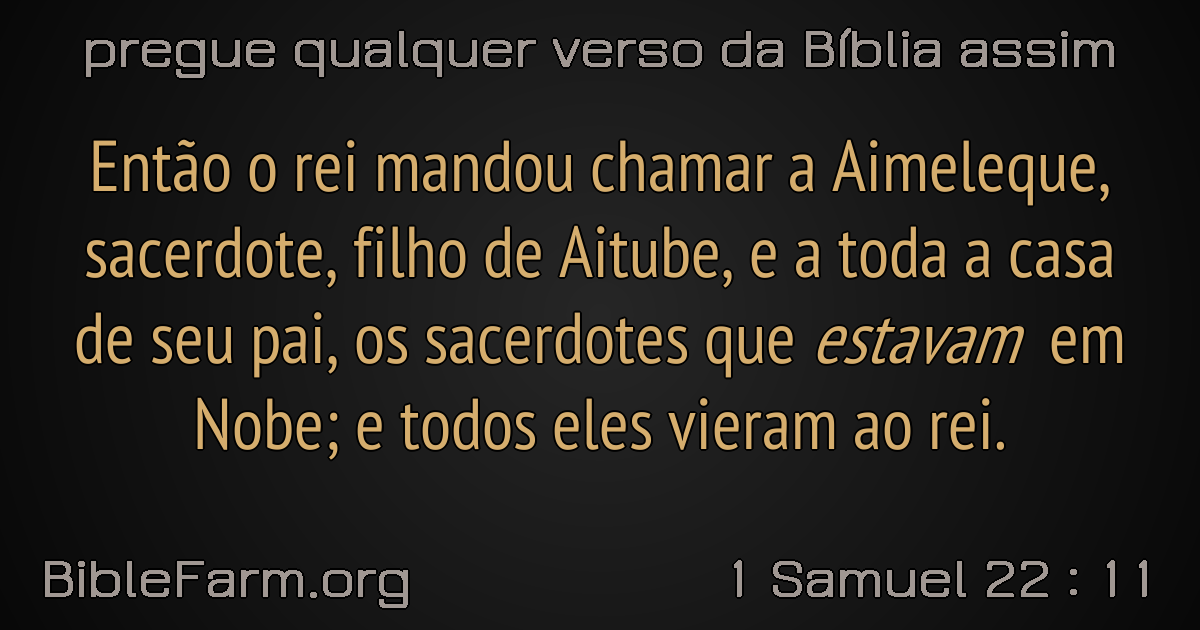 pregue qualquer verso da Bíblia assim
Então o rei mandou chamar a Aimeleque,
sacerdote, filho de Aitube, e a toda a casa
de seu pai, os sacerdotes que estavam em
Nobe; e todos eles vieram ao rei.
BibleFarm.org
1 Samuel 22 : 11